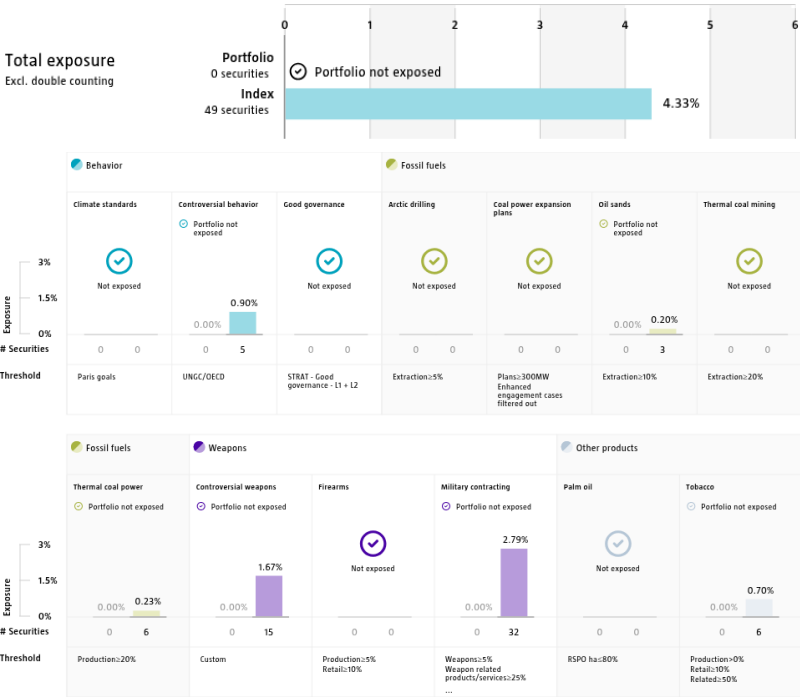 0 1 2 3 4 5 6
Total exposure
Excl. double counting
Portfolio
0 securities
Portfolio not exposed
Index
49 securities
4.33%
Behavior
Fossil fuels
Climate standards
Controversial behavior
Good governance
Arctic drilling
Coal power expansion
plans
Oil sands
Thermal coal mining
Portfolio not
exposed
Portfolio not
exposed
Exposure
3%
1.5%
0%
Not exposed
0.00% 0.90%
Not exposed
Not exposed
Not exposed
0.00% 0.20%
Not exposed
# Securities 0 0 0 5 0 0 0 0 0 0 0 3 0 0
Threshold
Paris goals
UNGC/OECD
STRAT - Good
governance - L1 + L2
Extraction≥5%
Plans≥300MW
Enhanced
engagement cases
filtered out
Extraction≥10%
Extraction≥20%
Fossil fuels
Weapons
Other products
Thermal coal power
Controversial weapons
Firearms
Military contracting
Palm oil
Tobacco
Portfolio not exposed
Portfolio not exposed
Portfolio not exposed
Portfolio not exposed
Exposure
3%
1.5%
0%
0.00% 0.23%
0.00% 1.67%
Not exposed
0.00% 2.79%
Not exposed
0.00% 0.70%
# Securities 0 6 0 15 0 0 0 32 0 0 0 6
Threshold
Production≥20%
Custom
Production≥5%
Retail≥10%
Weapons≥5%
Weapon related
products/services≥25%
...
RSPO ha≤80%
Production>0%
Retail≥10%
Related≥50%